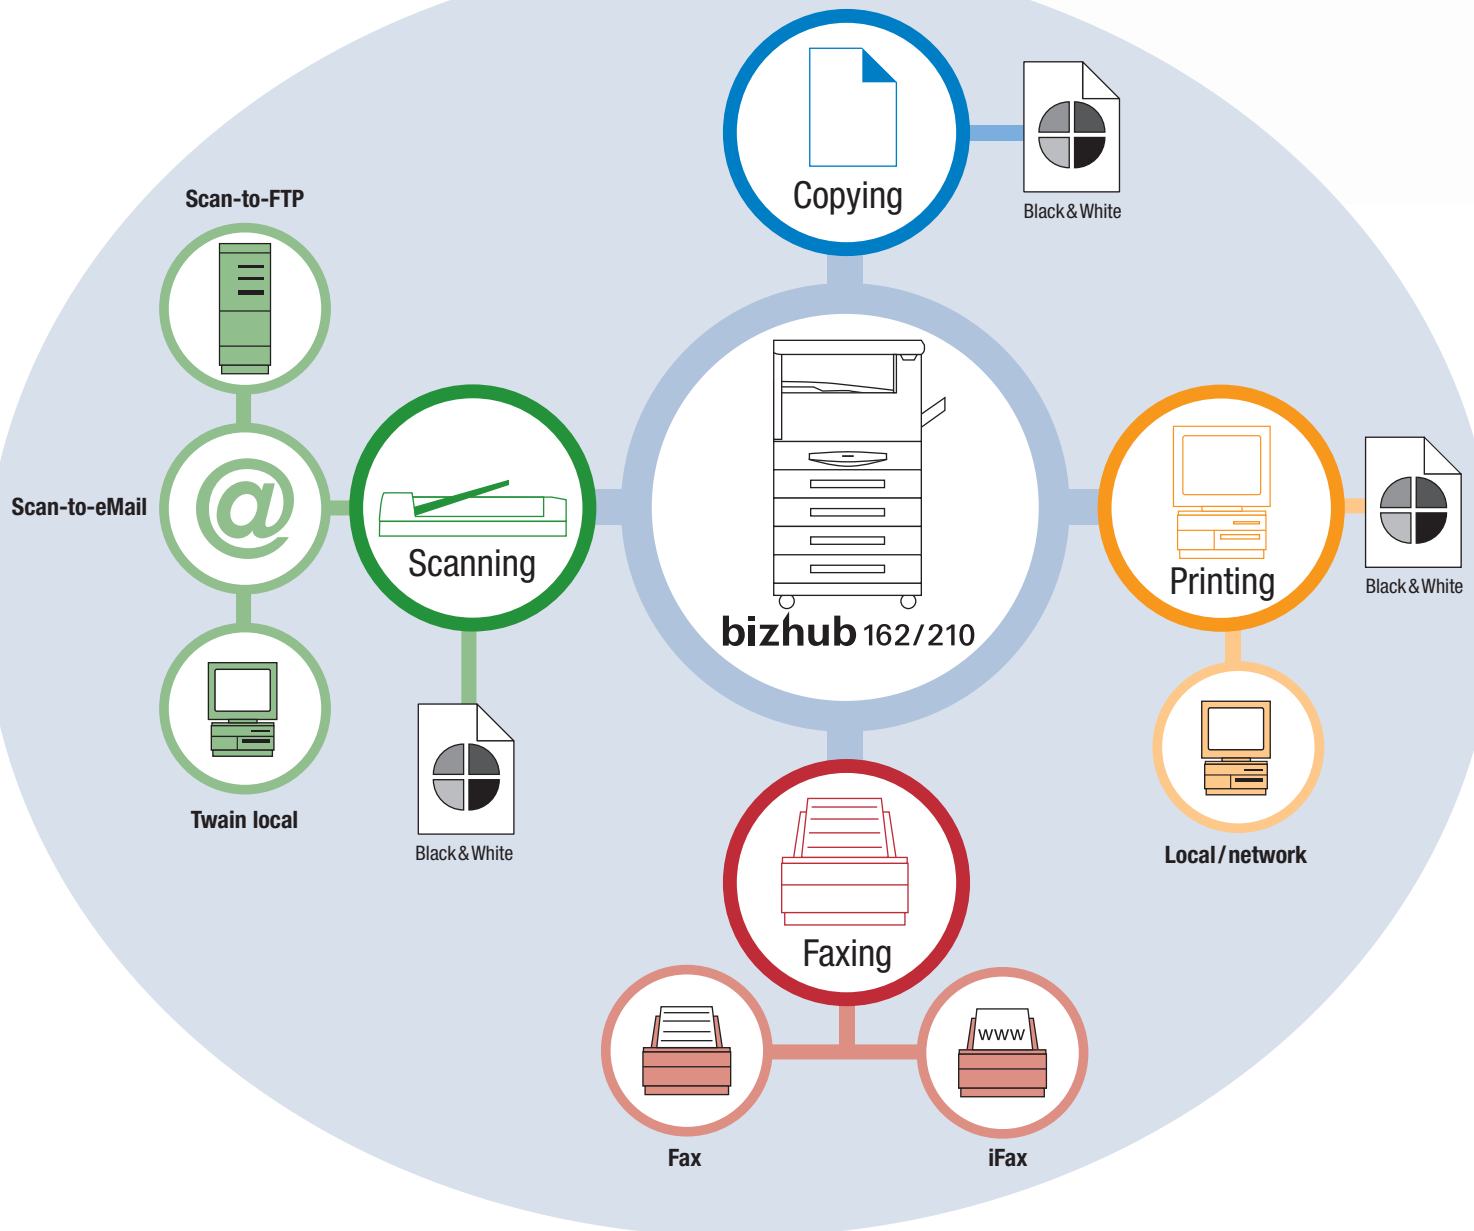 Copying
Black & White
Scan-to-FTP
@
Scan-to-eMail
Scanning
Printing
Black & White
bizhub 162/210
Twain local
Black & White
Local/network
Faxing
www
Fax
iFax